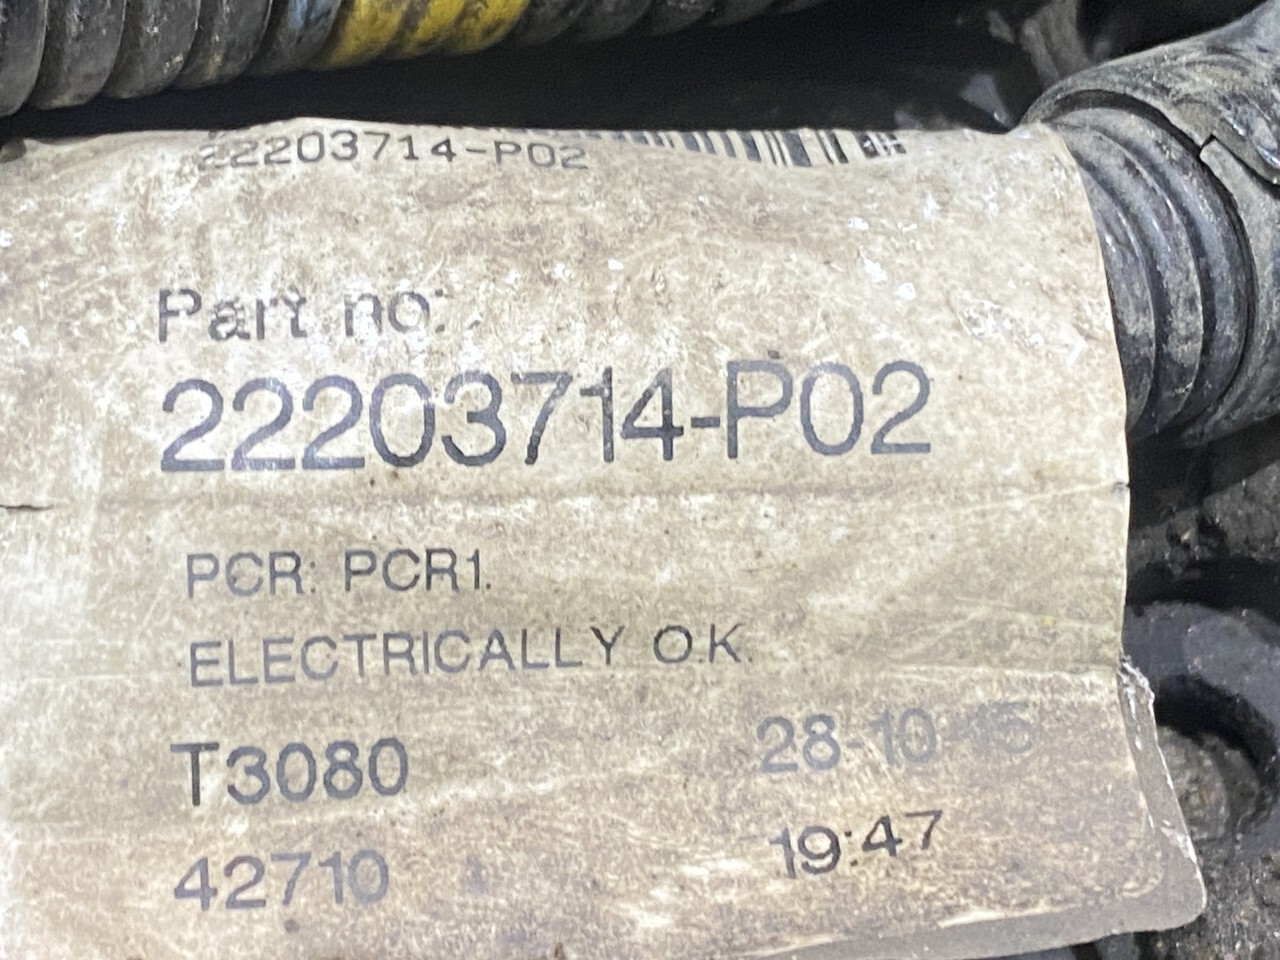 22203714-P02
Part no:
22203714-P02
PCR: PCR1.
ELECTRICALLY O.K.
T3080 28-10-15
42710 19:47